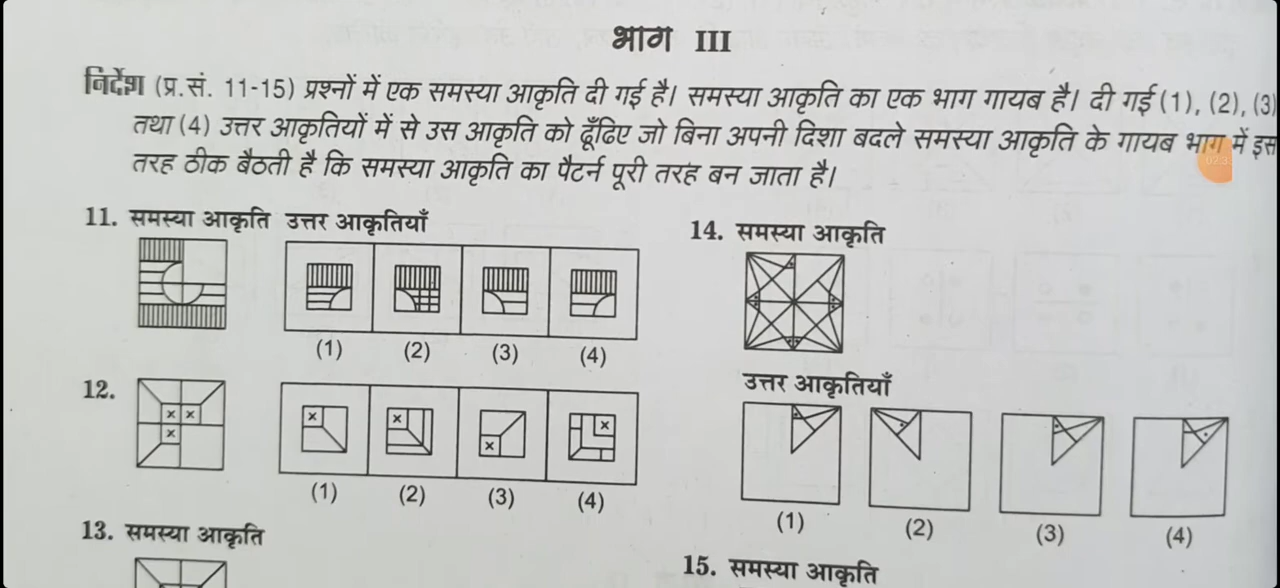 भाग III
निर्देश (प्र.सं. 11-15) प्रश्नों में एक समस्या आकृति दी गई है। समस्या आकृति का एक भाग गायब है। दी गई (1), (2), (3)
तथा (4) उत्तर आकृतियों में से उस आकृति को ढूँढिए जो बिना अपनी दिशा बदले समस्या आकृति के गायब भाग में इस
तरह ठीक बैठती है कि समस्या आकृति का पैटर्न पूरी तरह बन जाता है।
11. समस्या आकृति उत्तर आकृतियाँ
(1) (2) (3) (4)
12.
x x
x
x x x x
(1) (2) (3) (4)
13. समस्या आकृति
14. समस्या आकृति
उत्तर आकृतियाँ
(1) (2) (3) (4)
15. समस्या आकृति